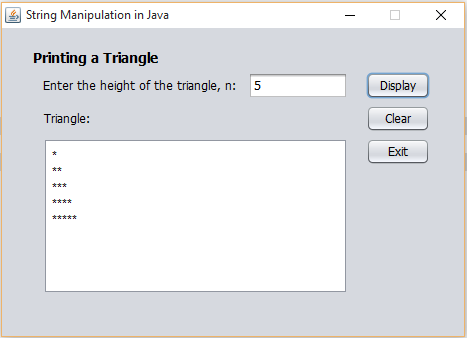 String Manipulation in Java
Printing a Triangle
Enter the height of the triangle, n: 5 Display
Triangle: Clear
Exit
*
**
***
****
*****